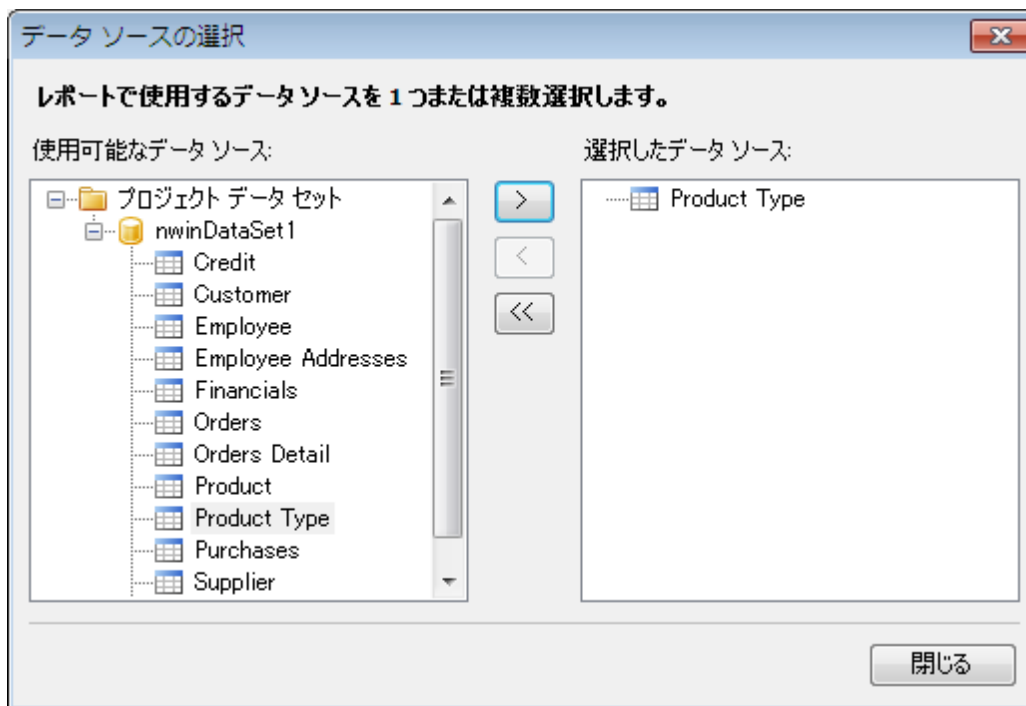 データ ソースの選択
レポートで使用するデータ ソースを 1 つまたは複数選択します。
使用可能なデータ ソース:
選択したデータ ソース:
プロジェクト データ セット
nwinDataSet1
Credit
Customer
Employee
Employee Addresses
Financials
Orders
Orders Detail
Product
Product Type
Purchases
Supplier
>
<
<<
Product Type
閉じる